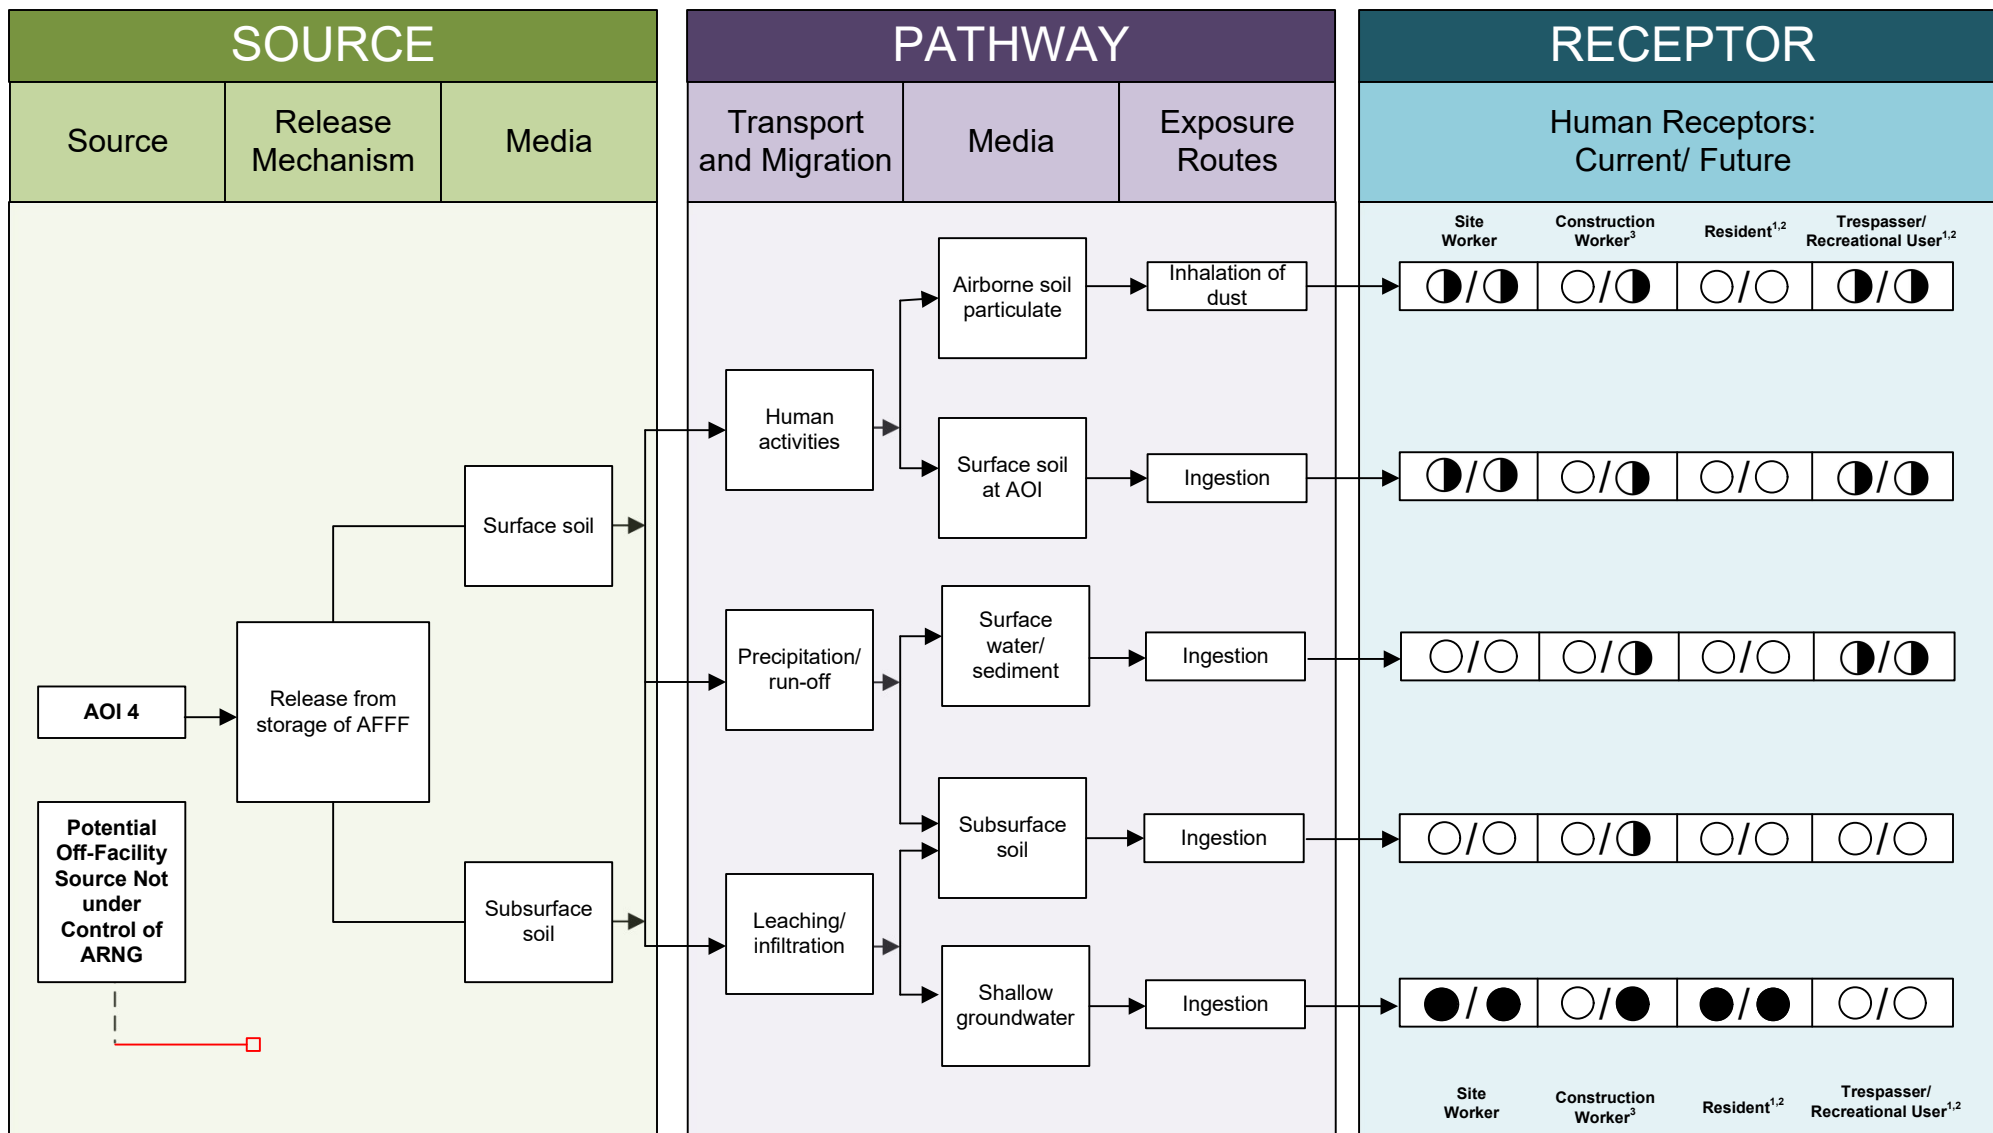 SOURCE
PATHWAY
RECEPTOR
Source
Release
Mechanism
Media
Transport
and Migration
Media
Exposure
Routes
Human Receptors:
Current/ Future
Site
Worker
Construction
Worker³
Resident¹,²
Trespasser/
Recreational User¹,²
AOI 4
Potential
Off-Facility
Source Not
under
Control of
ARNG
Release from
storage of AFFF
Surface soil
Subsurface
soil
Human
activities
Precipitation/
run-off
Leaching/
infiltration
Airborne soil
particulate
Surface soil
at AOI
Surface
water/
sediment
Subsurface
soil
Shallow
groundwater
Inhalation of
dust
Ingestion
Ingestion
Ingestion
Ingestion
/ / / /
/ / / /
/ / / /
/ / / /
/ / / /
Site
Worker
Construction
Worker³
Resident¹,²
Trespasser/
Recreational User¹,²